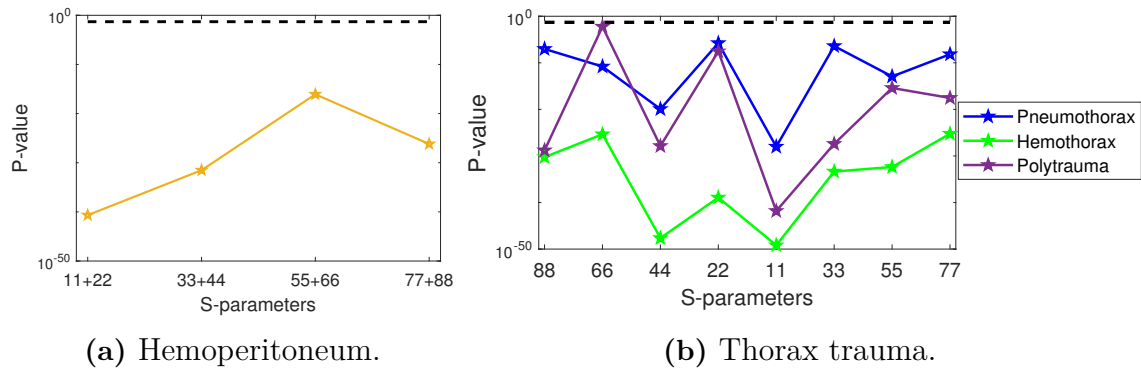 10^0
P-value
10^-50
11+22 33+44 55+66 77+88
S-parameters
(a) Hemoperitoneum.
10^0
P-value
10^-50
88 66 44 22 11 33 55 77
S-parameters
Pneumothorax
Hemothorax
Polytrauma
(b) Thorax trauma.